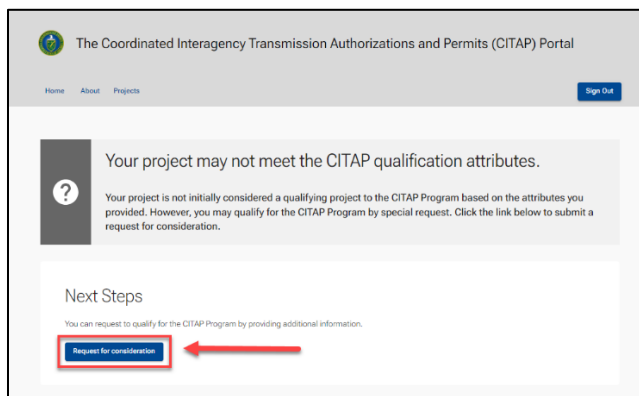 The Coordinated Interagency Transmission Authorizations and Permits (CITAP) Portal
Home About Projects
Sign Out
Your project may not meet the CITAP qualification attributes.
Your project is not initially considered a qualifying project to the CITAP Program based on the attributes you
provided. However, you may qualify for the CITAP Program by special request. Click the link below to submit a
request for consideration.
Next Steps
You can request to qualify for the CITAP Program by providing additional information.
Request for consideration